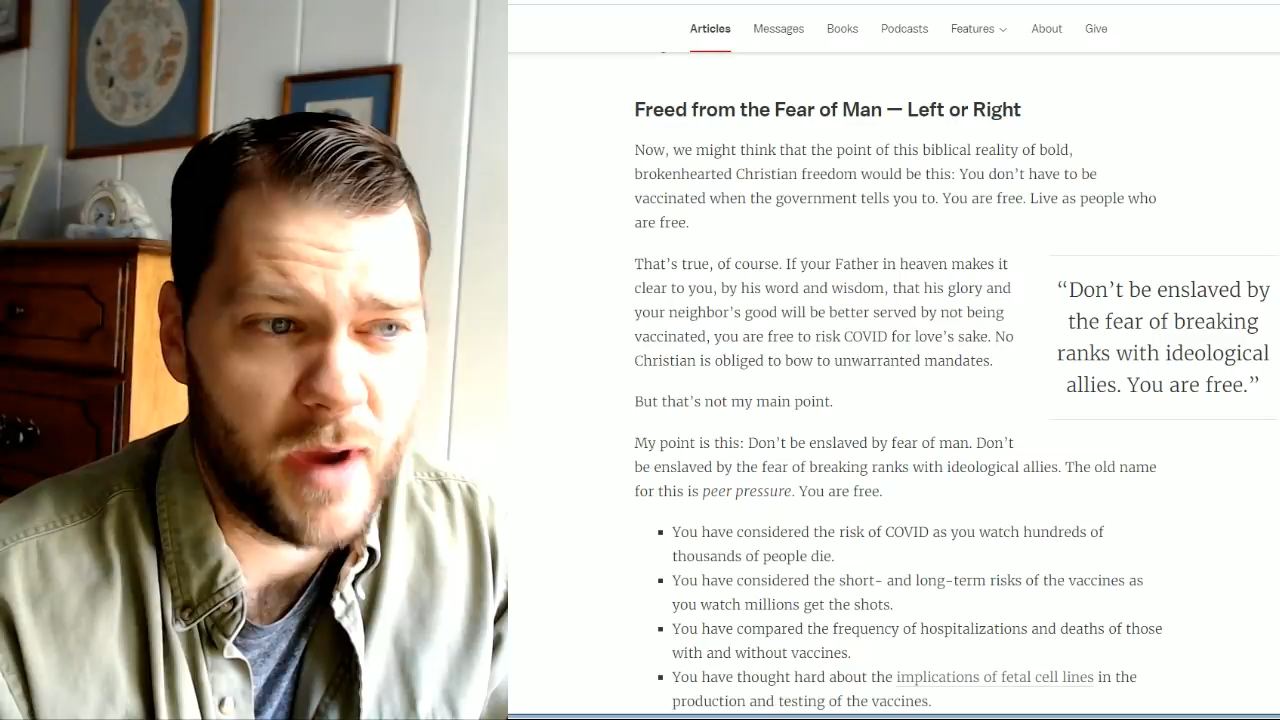 Articles Messages Books Podcasts Features About Give
Freed from the Fear of Man — Left or Right
Now, we might think that the point of this biblical reality of bold,
brokenhearted Christian freedom would be this: You don’t have to be
vaccinated when the government tells you to. You are free. Live as people who
are free.
That’s true, of course. If your Father in heaven makes it
clear to you, by his word and wisdom, that his glory and
your neighbor’s good will be better served by not being
vaccinated, you are free to risk COVID for love’s sake. No
Christian is obliged to bow to unwarranted mandates.
“Don’t be enslaved by
the fear of breaking
ranks with ideological
allies. You are free.”
But that’s not my main point.
My point is this: Don’t be enslaved by fear of man. Don’t
be enslaved by the fear of breaking ranks with ideological allies. The old name
for this is peer pressure. You are free.
▪ You have considered the risk of COVID as you watch hundreds of
thousands of people die.
▪ You have considered the short- and long-term risks of the vaccines as
you watch millions get the shots.
▪ You have compared the frequency of hospitalizations and deaths of those
with and without vaccines.
▪ You have thought hard about the implications of fetal cell lines in the
production and testing of the vaccines.